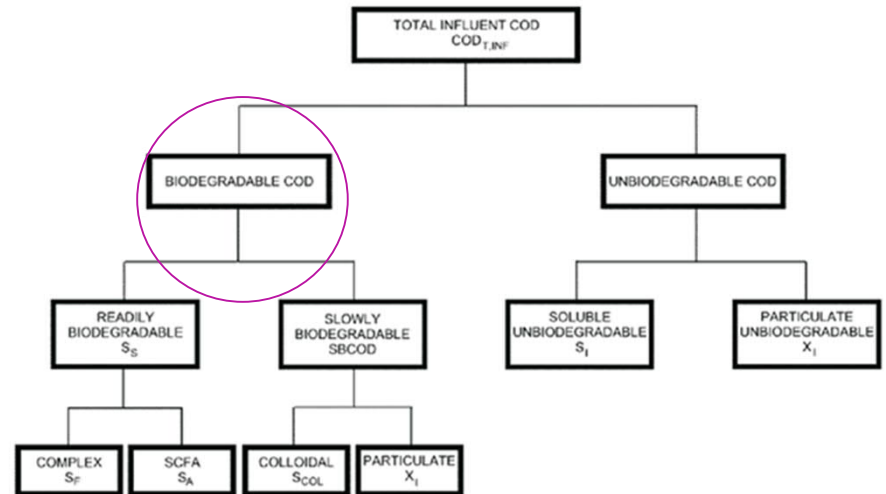 TOTAL INFLUENT COD
COD T,INF
BIODEGRADABLE COD
UNBIODEGRADABLE COD
READILY
BIODEGRADABLE
S S
SLOWLY
BIODEGRADABLE
SBCOD
SOLUBLE
UNBIODEGRADABLE
S I
PARTICULATE
UNBIODEGRADABLE
X I
COMPLEX
S F
SCFA
S A
COLLOIDAL
S COL
PARTICULATE
X I